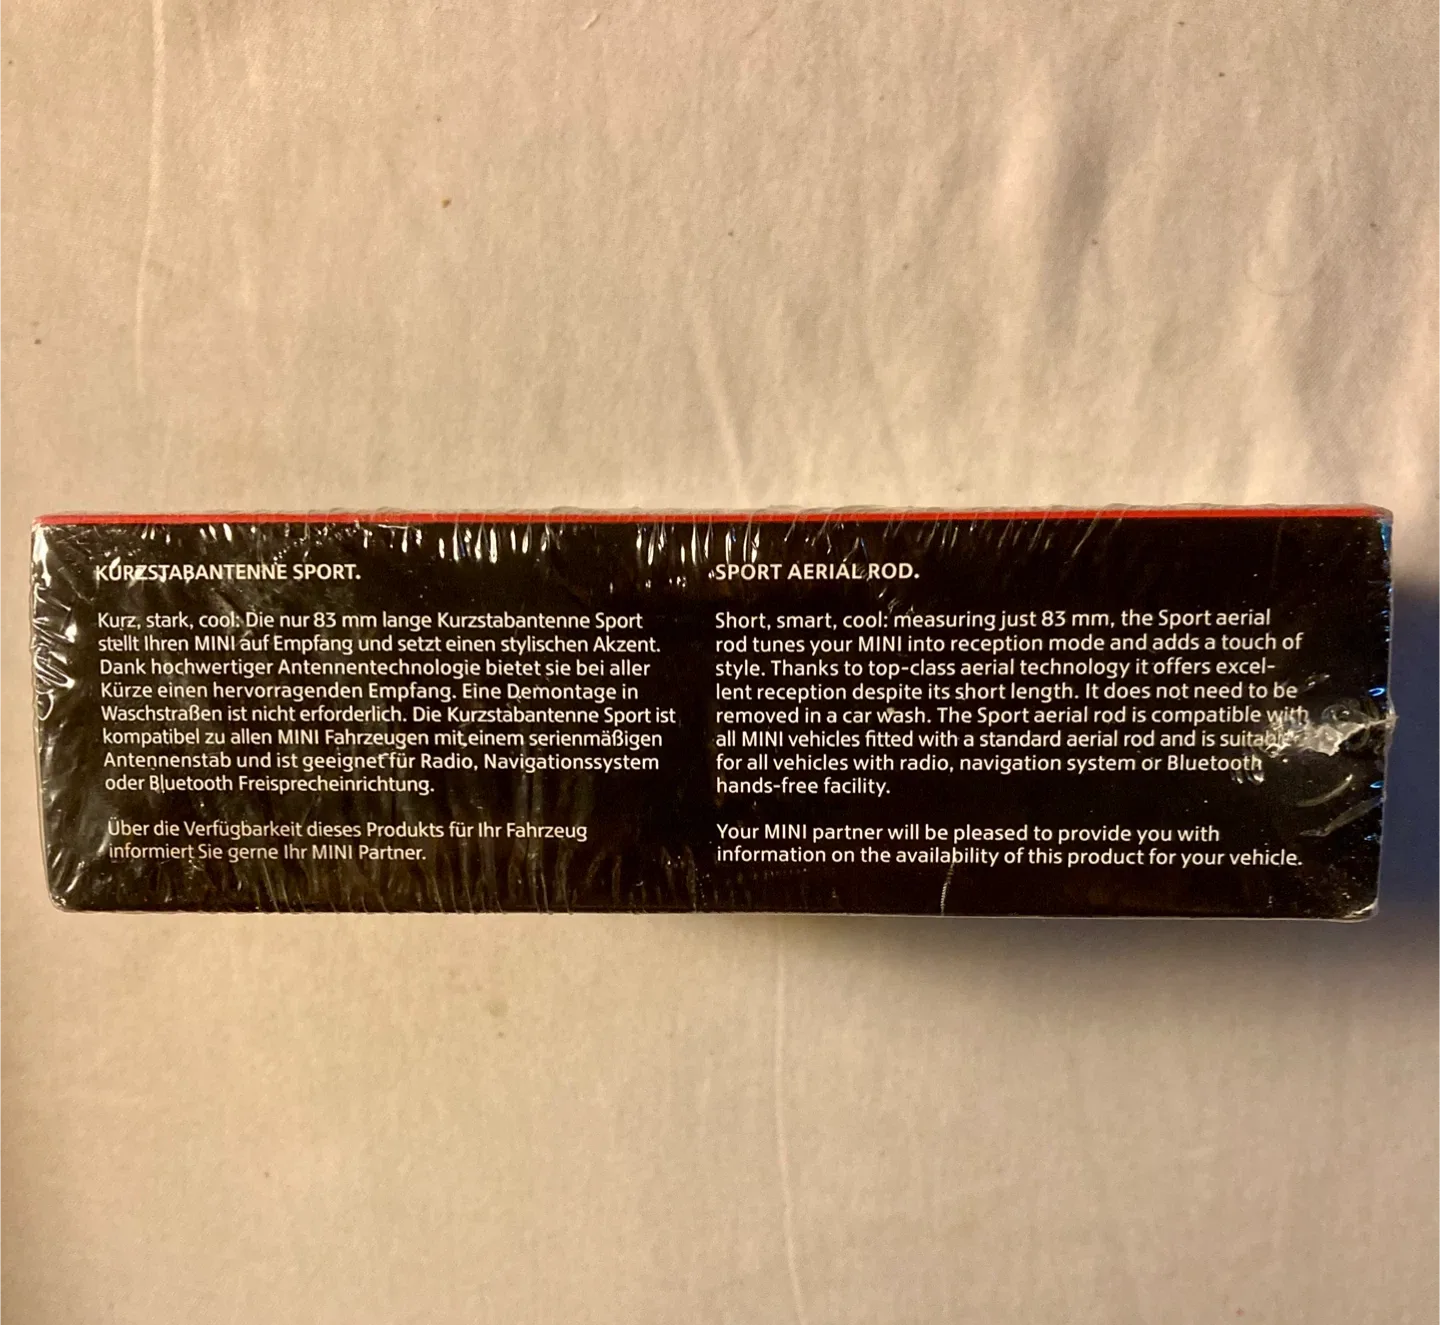 KURZSTABANTENNE SPORT.
Kurz, stark, cool: Die nur 83 mm lange Kurzstabantenne Sport
stellt Ihren MINI auf Empfang und setzt einen stylischen Akzent.
Dank hochwertiger Antennentechnologie bietet sie bei aller
Kürze einen hervorragenden Empfang. Eine Demontage in
Waschstraßen ist nicht erforderlich. Die Kurzstabantenne Sport ist
kompatibel zu allen MINI Fahrzeugen mit einem serienmäßigen
Antennenstab und ist geeignet für Radio, Navigationssystem
oder Bluetooth Freisprecheinrichtung.
Über die Verfügbarkeit dieses Produkts für Ihr Fahrzeug
informiert Sie gerne Ihr MINI Partner.
SPORT AERIAL ROD.
Short, smart, cool: measuring just 83 mm, the Sport aerial
rod tunes your MINI into reception mode and adds a touch of
style. Thanks to top-class aerial technology it offers excel-
lent reception despite its short length. It does not need to be
removed in a car wash. The Sport aerial rod is compatible with
all MINI vehicles fitted with a standard aerial rod and is suitable
for all vehicles with radio, navigation system or Bluetooth
hands-free facility.
Your MINI partner will be pleased to provide you with
information on the availability of this product for your vehicle.